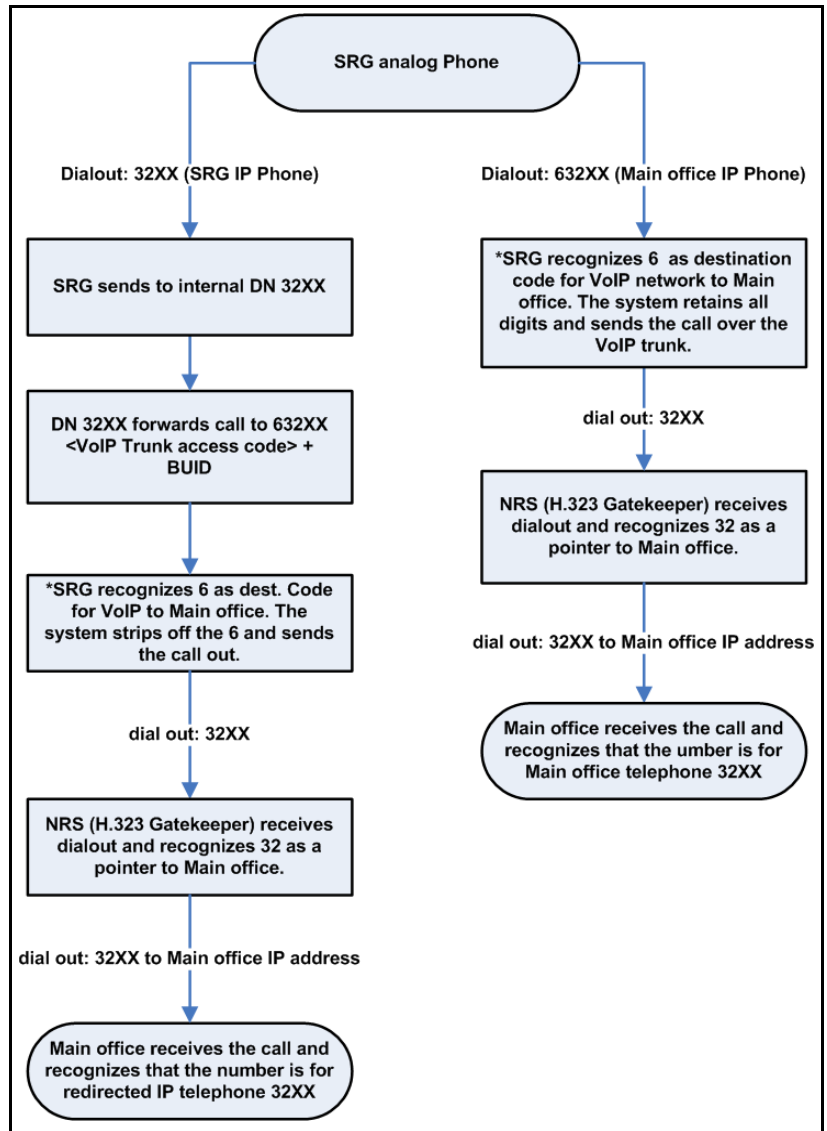 SRG analog Phone
Dialout: 32XX (SRG IP Phone)
SRG sends to internal DN 32XX
DN 32XX forwards call to 632XX
<VoIP Trunk access code> +
BUID
*SRG recognizes 6 as dest. Code
for VoIP to Main office. The
system strips off the 6 and sends
the call out.
dial out: 32XX
NRS (H.323 Gatekeeper) receives
dialout and recognizes 32 as a
pointer to Main office.
dial out: 32XX to Main office IP address
Main office receives the call and
recognizes that the number is for
redirected IP telephone 32XX
Dialout: 632XX (Main office IP Phone)
*SRG recognizes 6  as destination
code for VoIP network to Main
office. The system retains all
digits and sends the call over the
VoIP trunk.
dial out: 32XX
NRS (H.323 Gatekeeper) receives
dialout and recognizes 32 as a
pointer to Main office.
dial out: 32XX to Main office IP address
Main office receives the call and
recognizes that the umber is for
Main office telephone 32XX